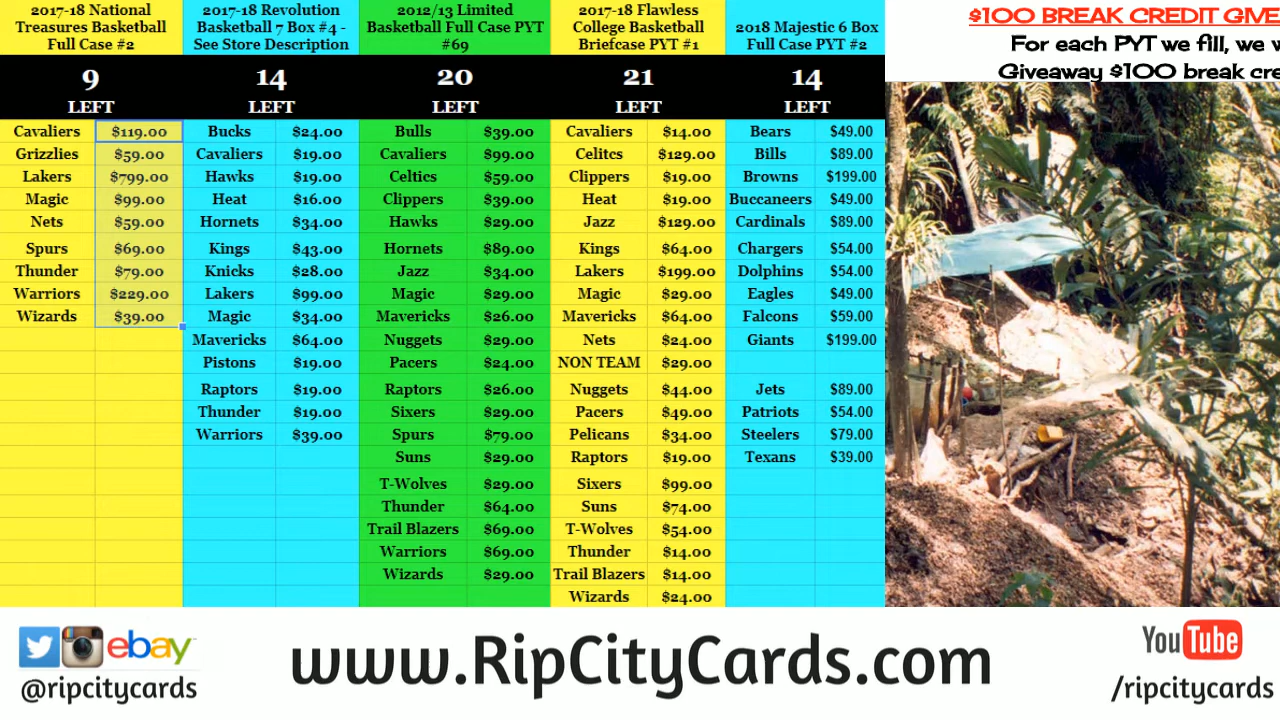 2017-18 National
Treasures Basketball
Full Case #2
9
LEFT
Cavaliers $119.00
Grizzlies $59.00
Lakers $799.00
Magic $99.00
Nets $59.00
Spurs $69.00
Thunder $79.00
Warriors $229.00
Wizards $39.00
2017-18 Revolution
Basketball 7 Box #4 -
See Store Description
14
LEFT
Bucks $24.00
Cavaliers $19.00
Hawks $19.00
Heat $16.00
Hornets $34.00
Kings $43.00
Knicks $28.00
Lakers $99.00
Magic $34.00
Mavericks $64.00
Pistons $19.00
Raptors $19.00
Thunder $19.00
Warriors $39.00
2012/13 Limited
Basketball Full Case PYT
#69
20
LEFT
Bulls $39.00
Cavaliers $99.00
Celtics $59.00
Clippers $39.00
Hawks $29.00
Hornets $89.00
Jazz $34.00
Magic $29.00
Mavericks $26.00
Nuggets $29.00
Pacers $24.00
Raptors $26.00
Sixers $29.00
Spurs $79.00
Suns $29.00
T-Wolves $29.00
Thunder $64.00
Trail Blazers $69.00
Warriors $69.00
Wizards $29.00
2017-18 Flawless
College Basketball
Briefcase PYT #1
21
LEFT
Cavaliers $14.00
Celitcs $129.00
Clippers $19.00
Heat $19.00
Jazz $129.00
Kings $64.00
Lakers $199.00
Magic $29.00
Mavericks $64.00
Nets $24.00
NON TEAM $29.00
Nuggets $44.00
Pacers $49.00
Pelicans $34.00
Raptors $19.00
Sixers $99.00
Suns $74.00
T-Wolves $54.00
Thunder $14.00
Trail Blazers $14.00
Wizards $24.00
2018 Majestic 6 Box
Full Case PYT #2
14
LEFT
Bears $49.00
Bills $89.00
Browns $199.00
Buccaneers $49.00
Cardinals $89.00
Chargers $54.00
Dolphins $54.00
Eagles $49.00
Falcons $59.00
Giants $199.00
Jets $89.00
Patriots $54.00
Steelers $79.00
Texans $39.00
$100 BREAK CREDIT GIVE
For each PYT we fill, we w
Giveaway $100 break cre
ebay
@ripcitycards
www.RipCityCards.com
YouTube
/ripcitycards